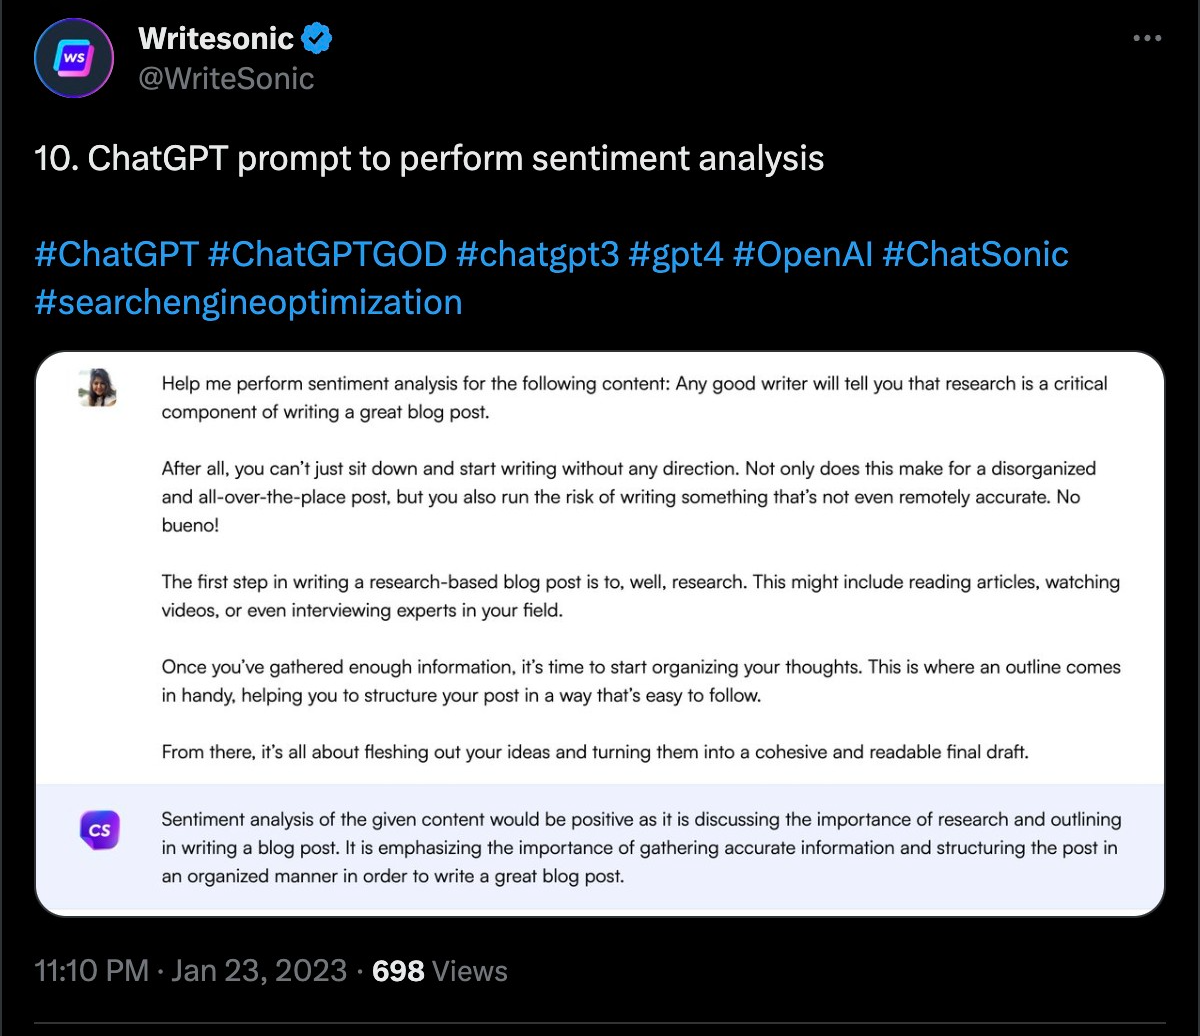 WS
Writesonic
@WriteSonic
10. ChatGPT prompt to perform sentiment analysis
#ChatGPT #ChatGPTGOD #chatgpt3 #gpt4 #OpenAI #ChatSonic
#searchengineoptimization
Help me perform sentiment analysis for the following content: Any good writer will tell you that research is a critical
component of writing a great blog post.
After all, you can't just sit down and start writing without any direction. Not only does this make for a disorganized
and all-over-the-place post, but you also run the risk of writing something that's not even remotely accurate. No
bueno!
The first step in writing a research-based blog post is to, well, research. This might include reading articles, watching
videos, or even interviewing experts in your field.
Once you've gathered enough information, it's time to start organizing your thoughts. This is where an outline comes
in handy, helping you to structure your post in a way that's easy to follow.
From there, it's all about fleshing out your ideas and turning them into a cohesive and readable final draft.
CS
Sentiment analysis of the given content would be positive as it is discussing the importance of research and outlining
in writing a blog post. It is emphasizing the importance of gathering accurate information and structuring the post in
an organized manner in order to write a great blog post.
11:10 PM · Jan 23, 2023 · 698 Views